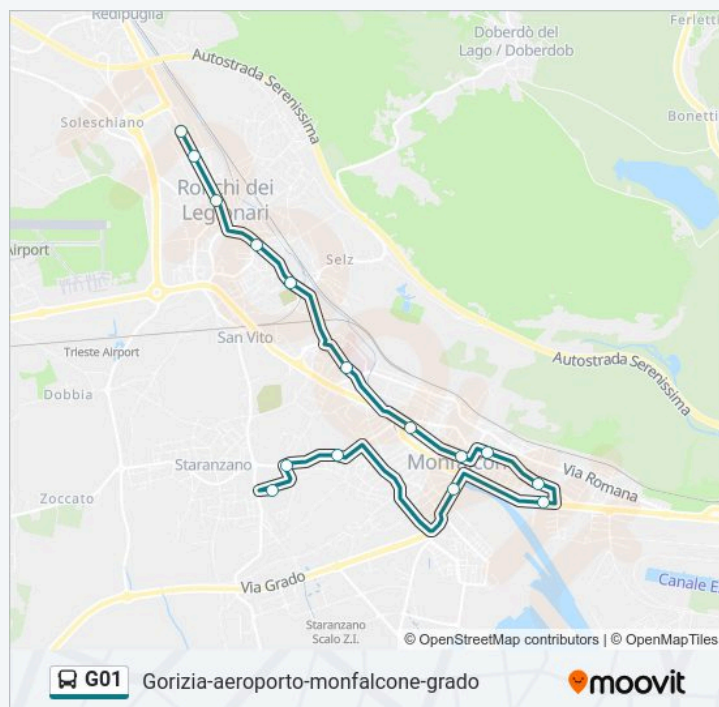 Redipuglia
Doberdò del
Lago / Doberdob
Ferletti
Autostrada Serenissima
Soleschiano
Bonetti
Ronchi dei
Legionari
Airport
Selz
San Vito
Trieste Airport
Autostrada Serenissima
Dobbia
Staranzano
Monfalcon
Via Romana
Zoccato
Via Grado
Canale E
Staranzano
Scalo Z.I.
© OpenStreetMap contributors | © OpenMapTiles
G01
Gorizia-aeroporto-monfalcone-grado
moovit